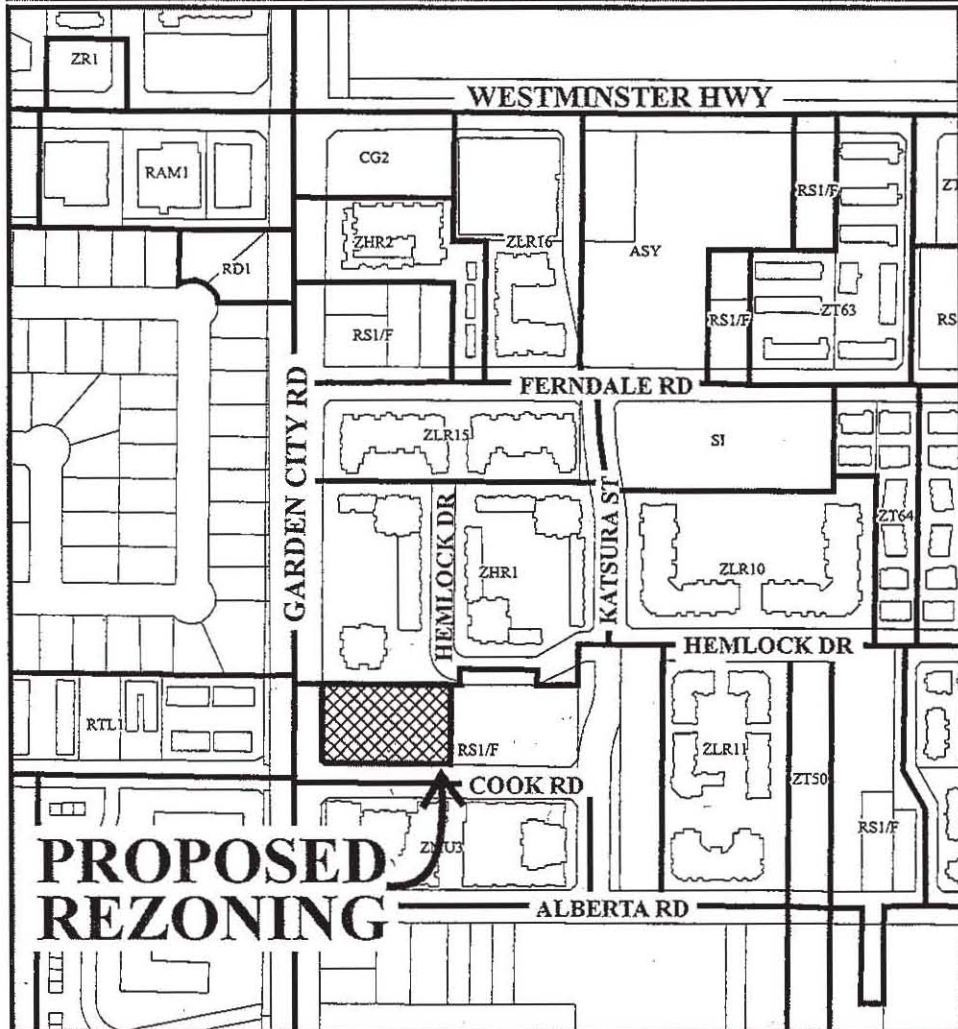 ZR1
WESTMINSTER HWY
RAM1
CG2
RS1/F
ZHR2
ZLR16
ASY
RD1
RS1/F
RS1/F
ZT63
RS
FERNDALE RD
GARDEN CITY RD
ZLR15
SI
HEMLOCK DR
KATSURA ST
ZT64
ZHR1
ZLR10
HEMLOCK DR
RTL1
RS1/F
ZLR11
ZT50
COOK RD
RS1/F
ZMU3
PROPOSED
REZONING
ALBERTA RD